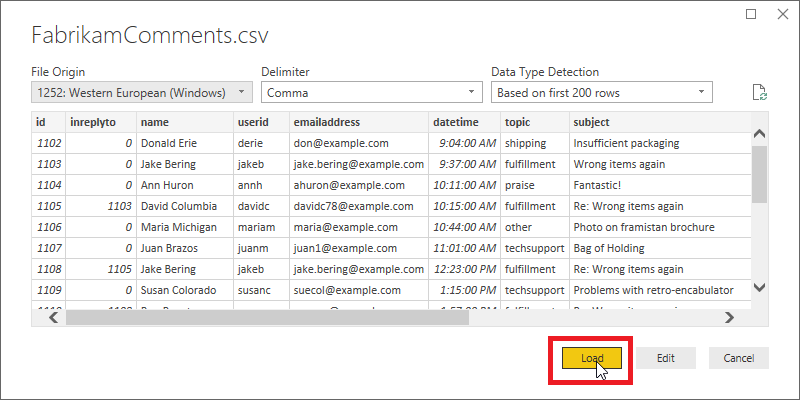 FabrikamComments.csv
File Origin Delimiter Data Type Detection
1252: Western European (Windows) Comma Based on first 200 rows
id inreplyto name userid emailaddress datetime topic subject
1102 0 Donald Erie derie don@example.com 9:04:00 AM shipping Insufficient packaging
1103 0 Jake Bering jakeb jake.bering@example.com 9:37:00 AM fulfillment Wrong items again
1104 0 Ann Huron annh ahuron@example.com 10:11:00 AM praise Fantastic!
1105 1103 David Columbia davidc davidc78@example.com 10:15:00 AM fulfillment Re: Wrong items again
1106 0 Maria Michigan mariam maria@example.com 10:44:00 AM other Photo on framistan brochure
1107 0 Juan Brazos juanm juan1@example.com 11:01:00 AM techsupport Bag of Holding
1108 1105 Jake Bering jakeb jake.bering@example.com 12:23:00 PM fulfillment Re: Wrong items again
1109 0 Susan Colorado susanc suecol@example.com 1:15:00 PM techsupport Problems with retro-encabulator
Load Edit Cancel